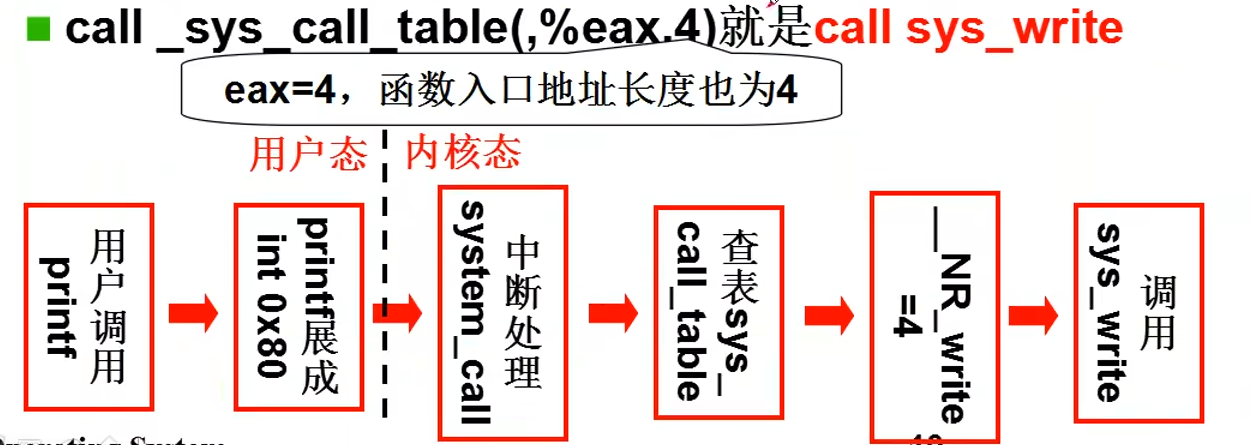 call _sys_call_table(,%eax,4)就是call sys_write
eax=4，函数入口地址长度也为4
用户态
内核态
用户调用
printf
printf展成
int 0x80
中断处理
system_call
查表sys_
call_table
__NR_write
=4
调用
sys_write
Operating System